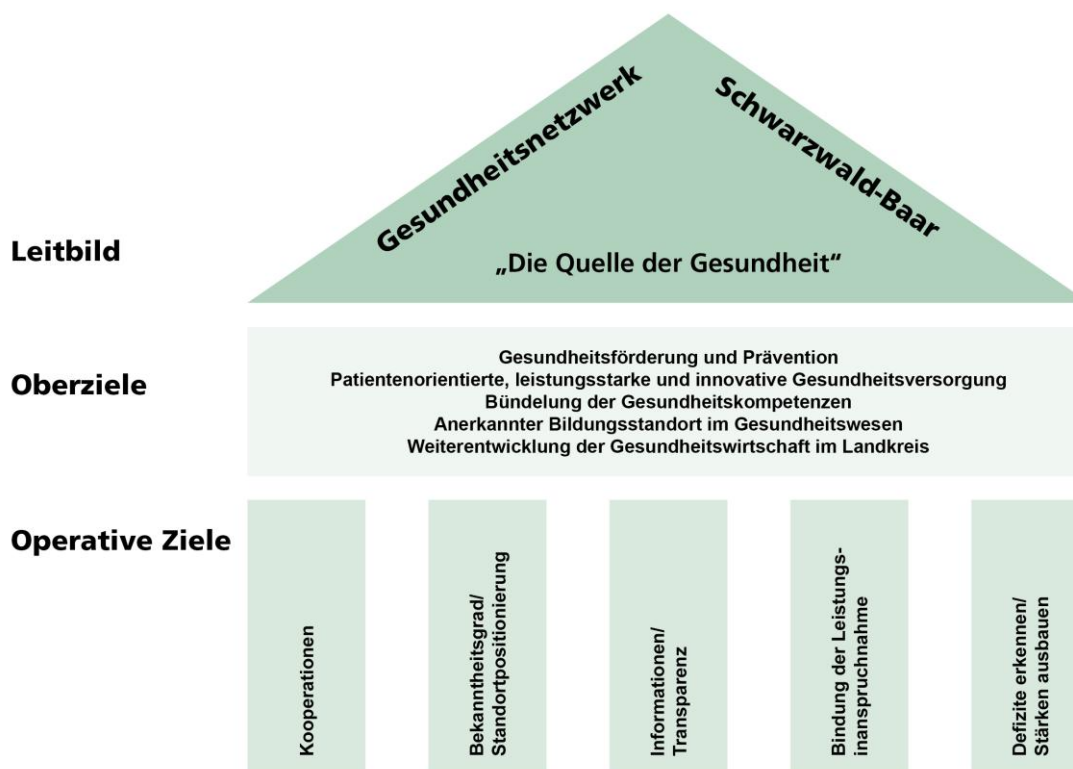 Gesundheitsnetzwerk
Schwarzwald-Baar
Leitbild
„Die Quelle der Gesundheit“
Oberziele
Gesundheitsförderung und Prävention
Patientenorientierte, leistungsstarke und innovative Gesundheitsversorgung
Bündelung der Gesundheitskompetenzen
Anerkannter Bildungsstandort im Gesundheitswesen
Weiterentwicklung der Gesundheitswirtschaft im Landkreis
Operative Ziele
Kooperationen
Bekanntheitsgrad/
Standortpositionierung
Informationen/
Transparenz
Bindung der Leistungs-
inanspruchnahme
Defizite erkennen/
Stärken ausbauen